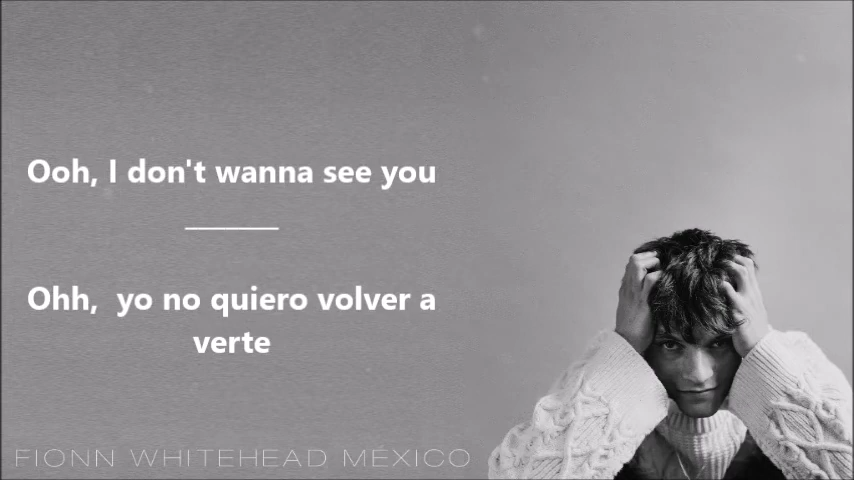 Ooh, I don't wanna see you
Ohh,  yo no quiero volver a
verte
FIONN WHITEHEAD MÉXICO